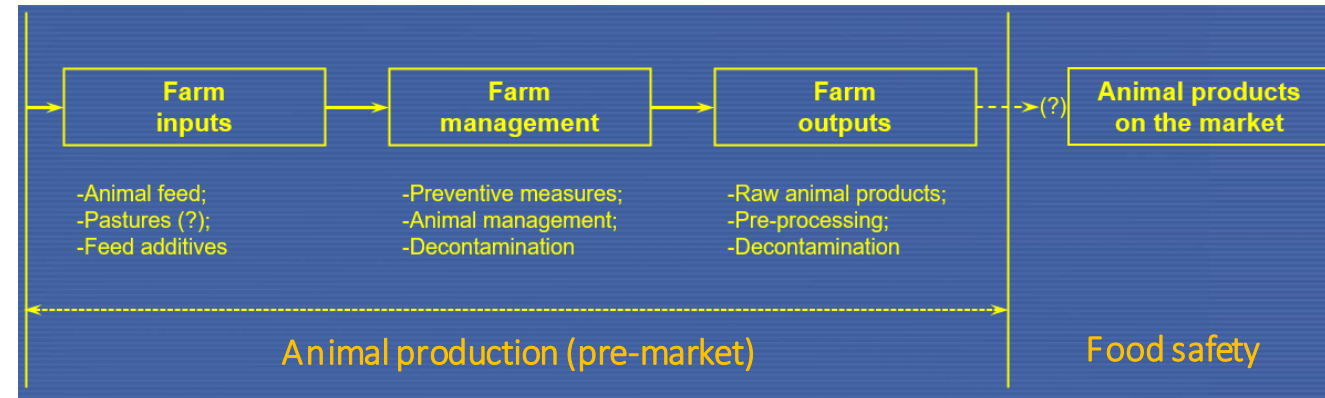 Farm
inputs
Farm
management
Farm
outputs
(?)
Animal products
on the market
-Animal feed;
-Pastures (?);
-Feed additives
-Preventive measures;
-Animal management;
-Decontamination
-Raw animal products;
-Pre-processing;
-Decontamination
Animal production (pre-market)
Food safety